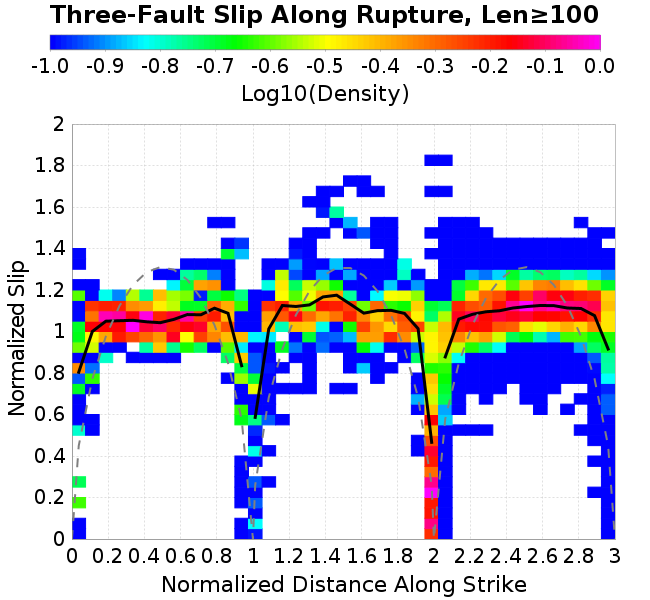 Three-Fault Slip Along Rupture, Len≥100
-1.0 -0.9 -0.8 -0.7 -0.6 -0.5 -0.4 -0.3 -0.2 -0.1 0.0
Log10(Density)
2
1.8
1.6
1.4
1.2
1
0.8
0.6
0.4
0.2
0
Normalized Slip
0 0.2 0.4 0.6 0.8 1 1.2 1.4 1.6 1.8 2 2.2 2.4 2.6 2.8 3
Normalized Distance Along Strike